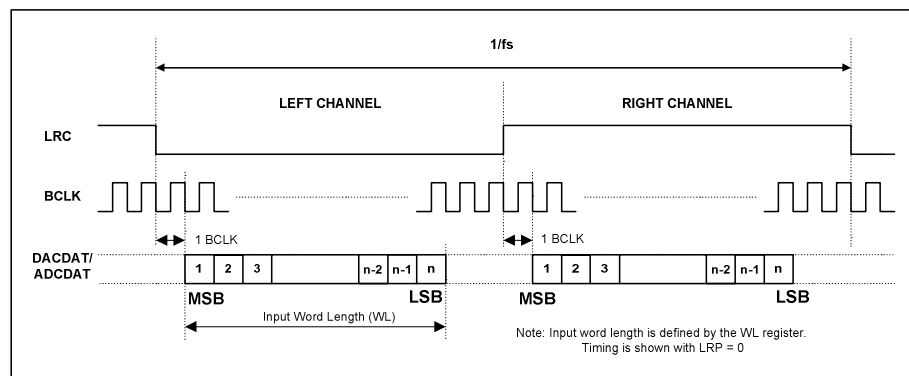 1/fs
LEFT CHANNEL
RIGHT CHANNEL
LRC
BCLK
1 BCLK
1 BCLK
DACDAT/
ADCDAT
1 2 3 n-2 n-1 n
1 2 3 n-2 n-1 n
MSB
LSB
MSB
LSB
Input Word Length (WL)
Note: Input word length is defined by the WL register.
Timing is shown with LRP = 0